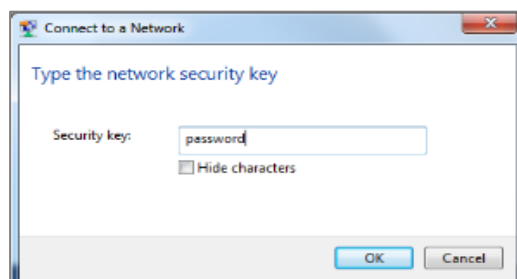 Connect to a Network
Type the network security key
Security key: password
Hide characters
OK Cancel